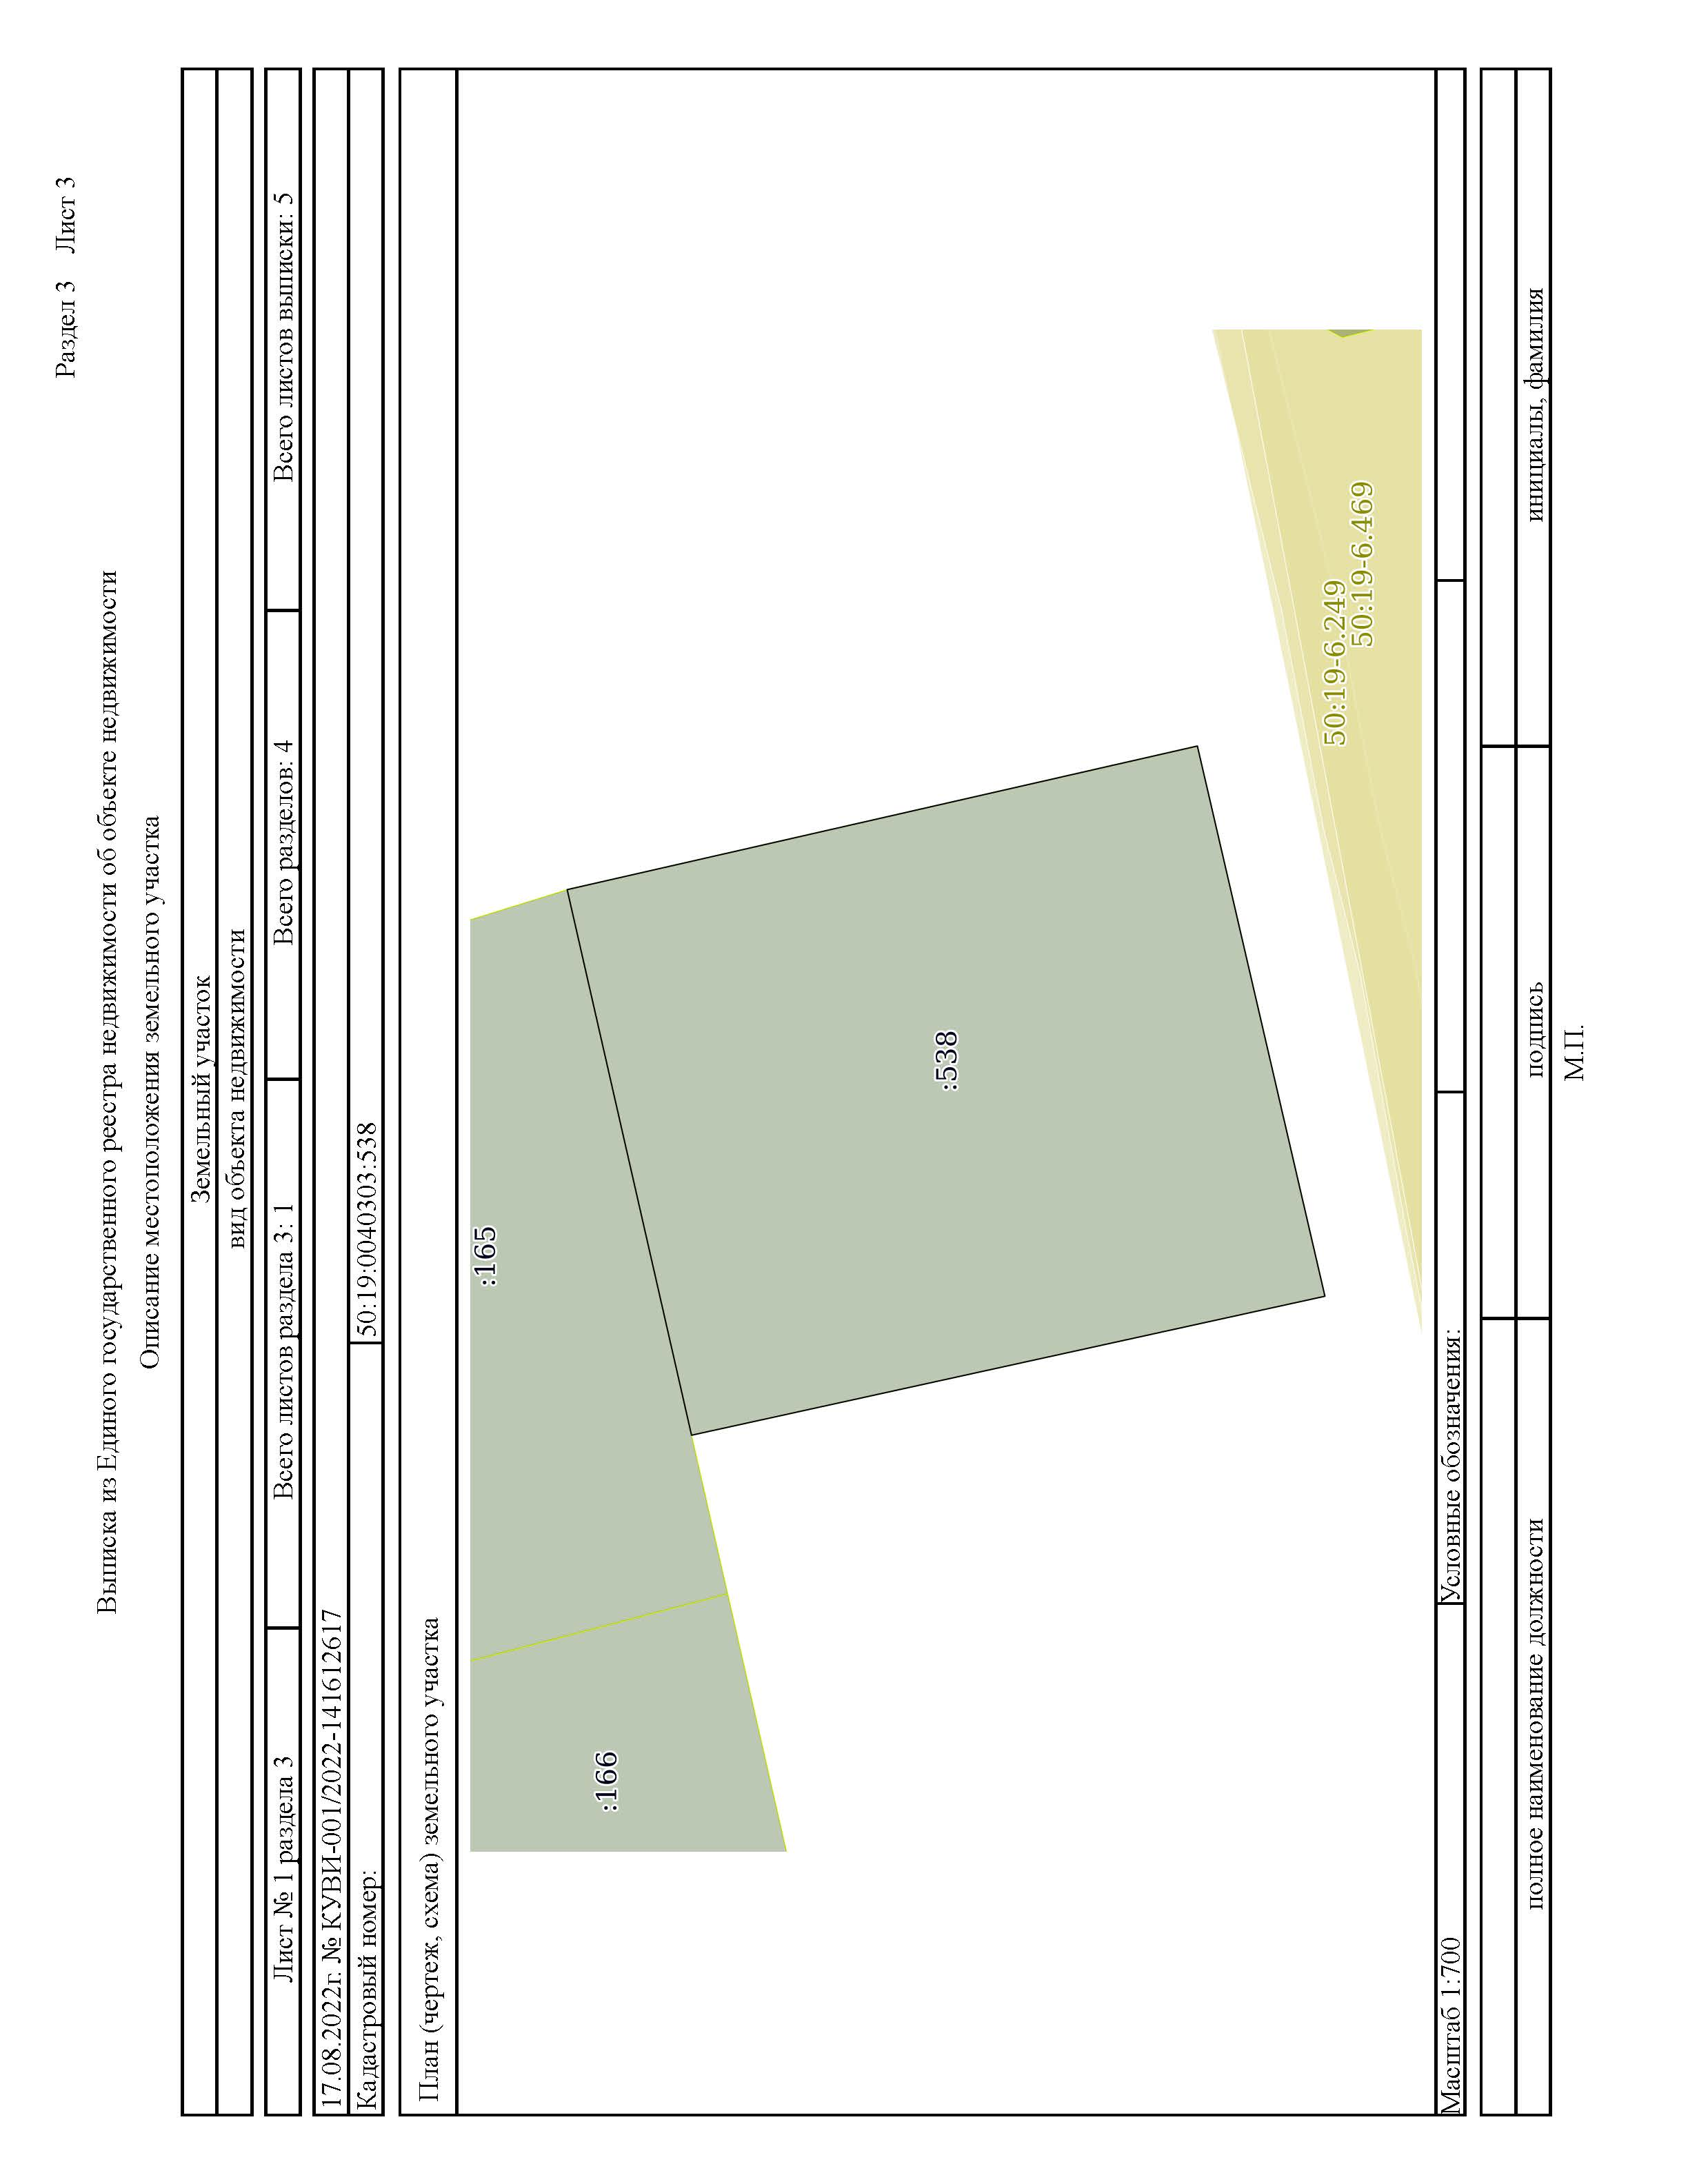 Раздел 3 Лист 3
Выписка из Единого государственного реестра недвижимости об объекте недвижимости
Описание местоположения земельного участка
Земельный участок
вид объекта недвижимости
Лист № 1 раздела 3 Всего листов раздела 3: 1 Всего разделов: 4 Всего листов выписки: 5
17.08.2022г. № КУВИ-001/2022-141612617
Кадастровый номер: 50:19:0040303:538
План (чертеж, схема) земельного участка
:165
:166
:538
50:19-6.249
50:19-6.469
Масштаб 1:700 Условные обозначения:
полное наименование должности подпись инициалы, фамилия
М.П.